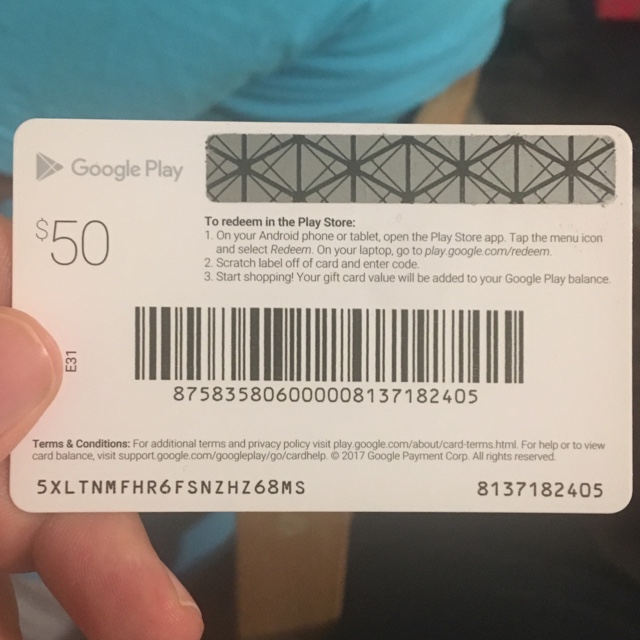 Google Play
$50
To redeem in the Play Store:
1. On your Android phone or tablet, open the Play Store app. Tap the menu icon
and select Redeem. On your laptop, go to play.google.com/redeem.
2. Scratch label off of card and enter code.
3. Start shopping! Your gift card value will be added to your Google Play balance.
E31
875835806000008137182405
Terms & Conditions: For additional terms and privacy policy visit play.google.com/about/card-terms.html. For help or to view
card balance, visit support.google.com/googleplay/go/cardhelp. © 2017 Google Payment Corp. All rights reserved.
5XLTNMFHR6FSNZHZ68MS
8137182405